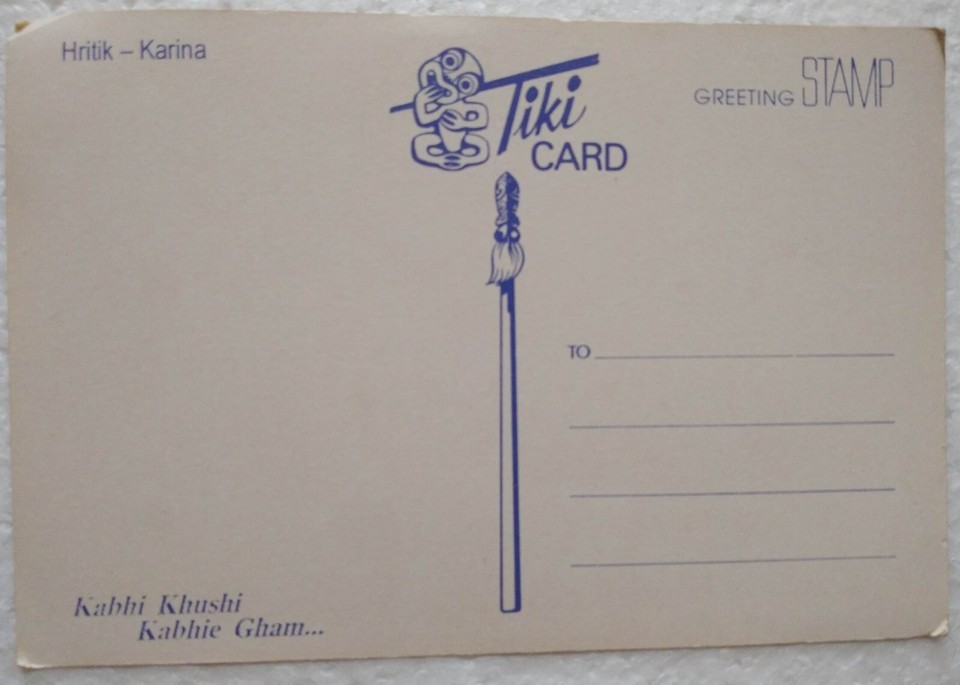 Hritik – Karina
Tiki
CARD
GREETING STAMP
TO
Kabhi Khushi
Kabhie Gham...